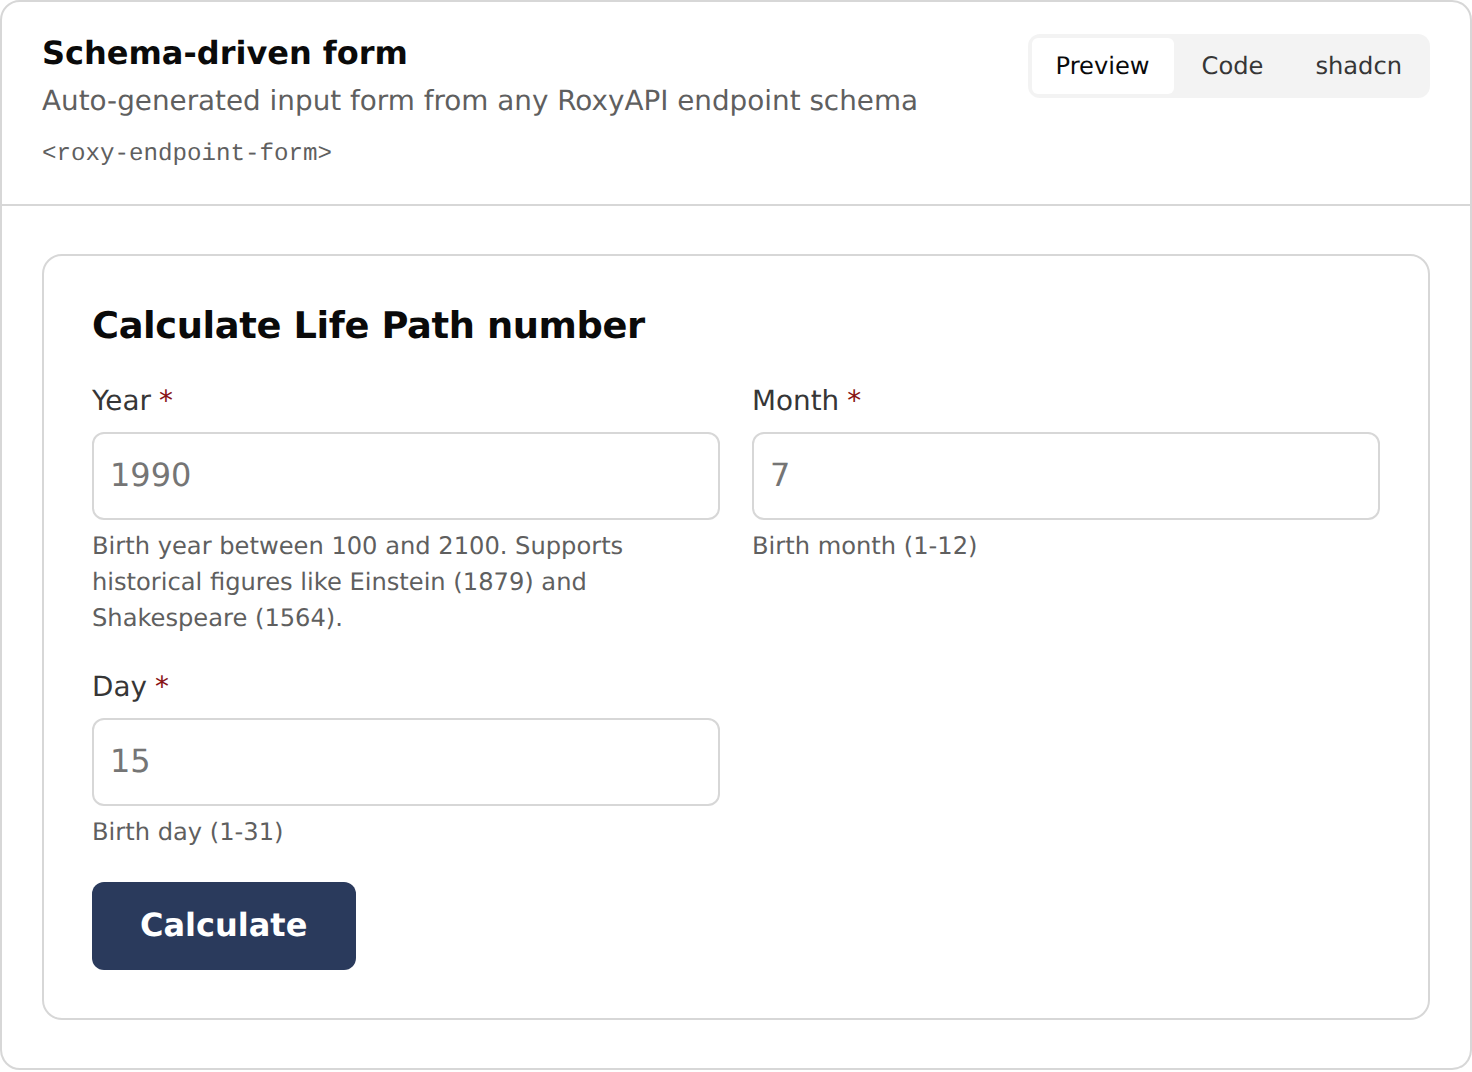 Schema-driven form
Auto-generated input form from any RoxyAPI endpoint schema
<roxy-endpoint-form>
Preview
Code
shadcn
Calculate Life Path number
Year *
1990
Birth year between 100 and 2100. Supports
historical figures like Einstein (1879) and
Shakespeare (1564).
Month *
7
Birth month (1-12)
Day *
15
Birth day (1-31)
Calculate